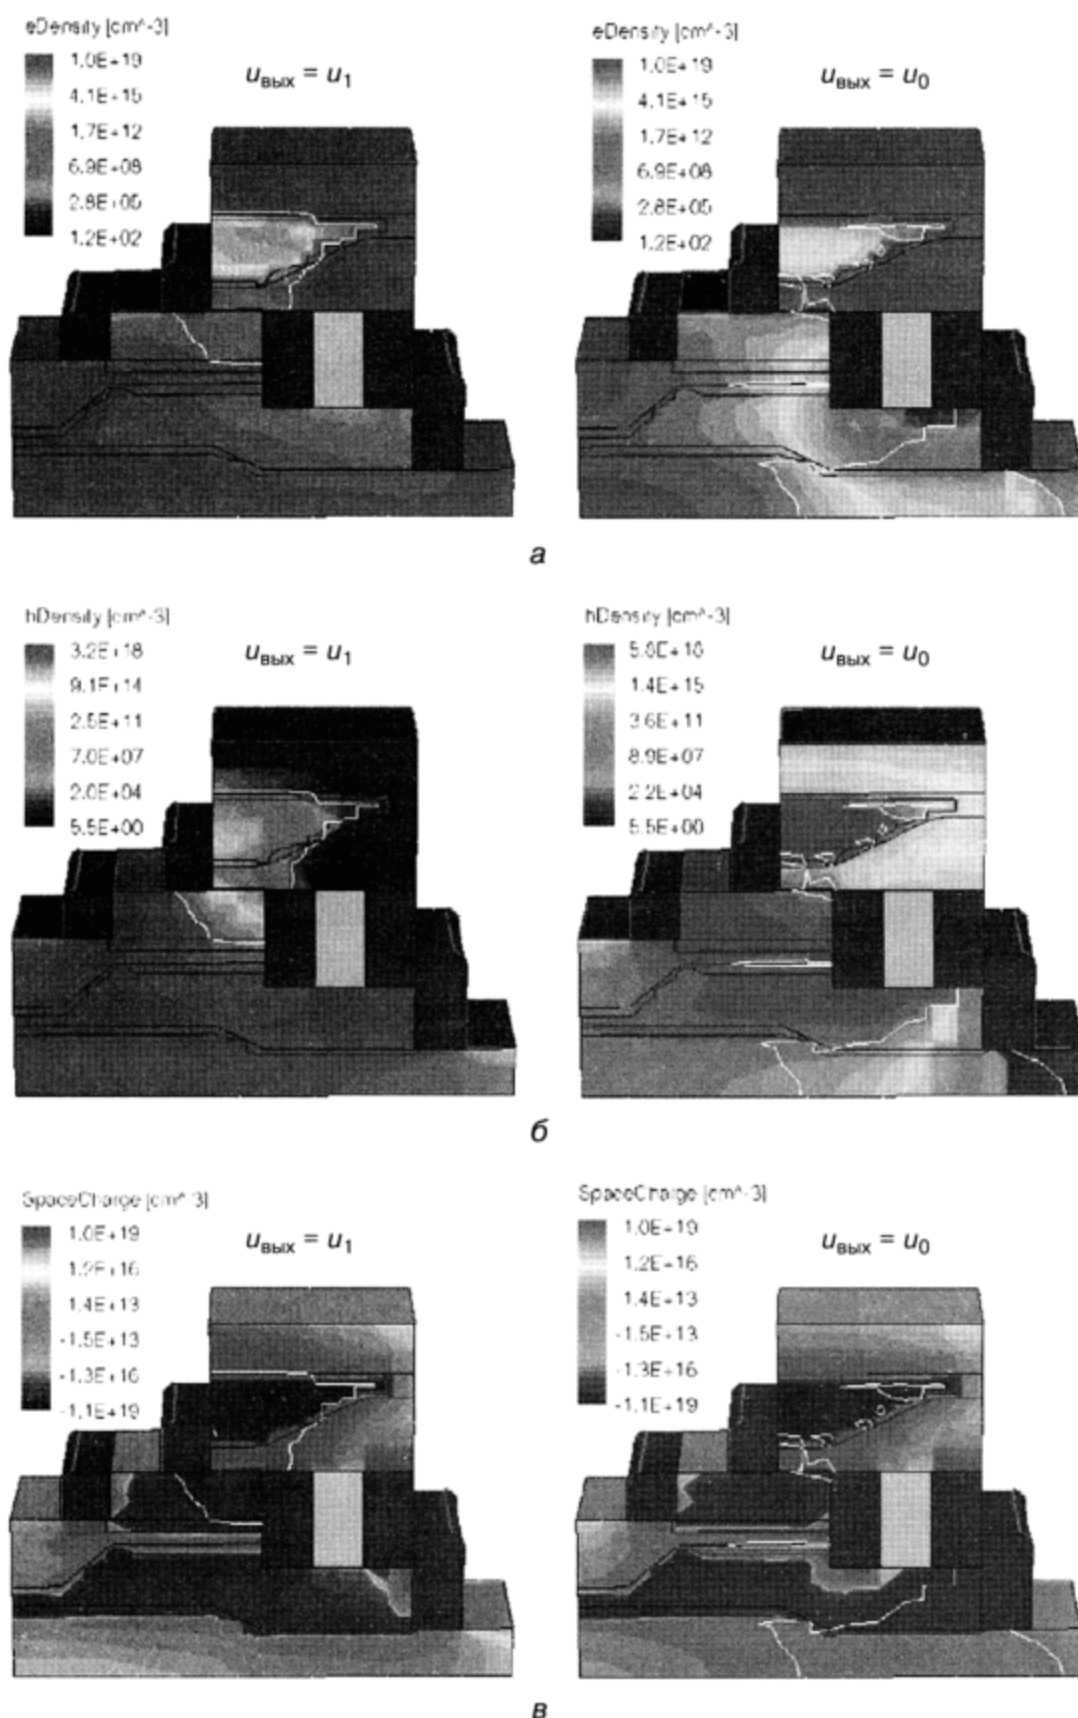 eDensity [cm^-3]
1.0E+19
4.1E+15
1.7E+12
6.9E+08
2.8E+05
1.2E+02
uвых = u1
eDensity [cm^-3]
1.0E+19
4.1E+15
1.7E+12
6.9E+08
2.8E+05
1.2E+02
uвых = u0
а
hDensity [cm^-3]
3.2E+18
9.1E+14
2.5E+11
7.0E+07
2.0E+04
5.5E+00
uвых = u1
hDensity [cm^-3]
1.4E+15
3.6E+11
8.9E+07
2.2E+04
5.5E+00
uвых = u0
б
SpaceCharge [cm^-3]
1.0E+19
1.2E+16
1.4E+13
-1.5E+13
-1.3E+16
-1.1E+19
uвых = u1
SpaceCharge [cm^-3]
1.0E+19
1.2E+16
1.4E+13
-1.5E+13
-1.3E+16
-1.1E+19
uвых = u0
в